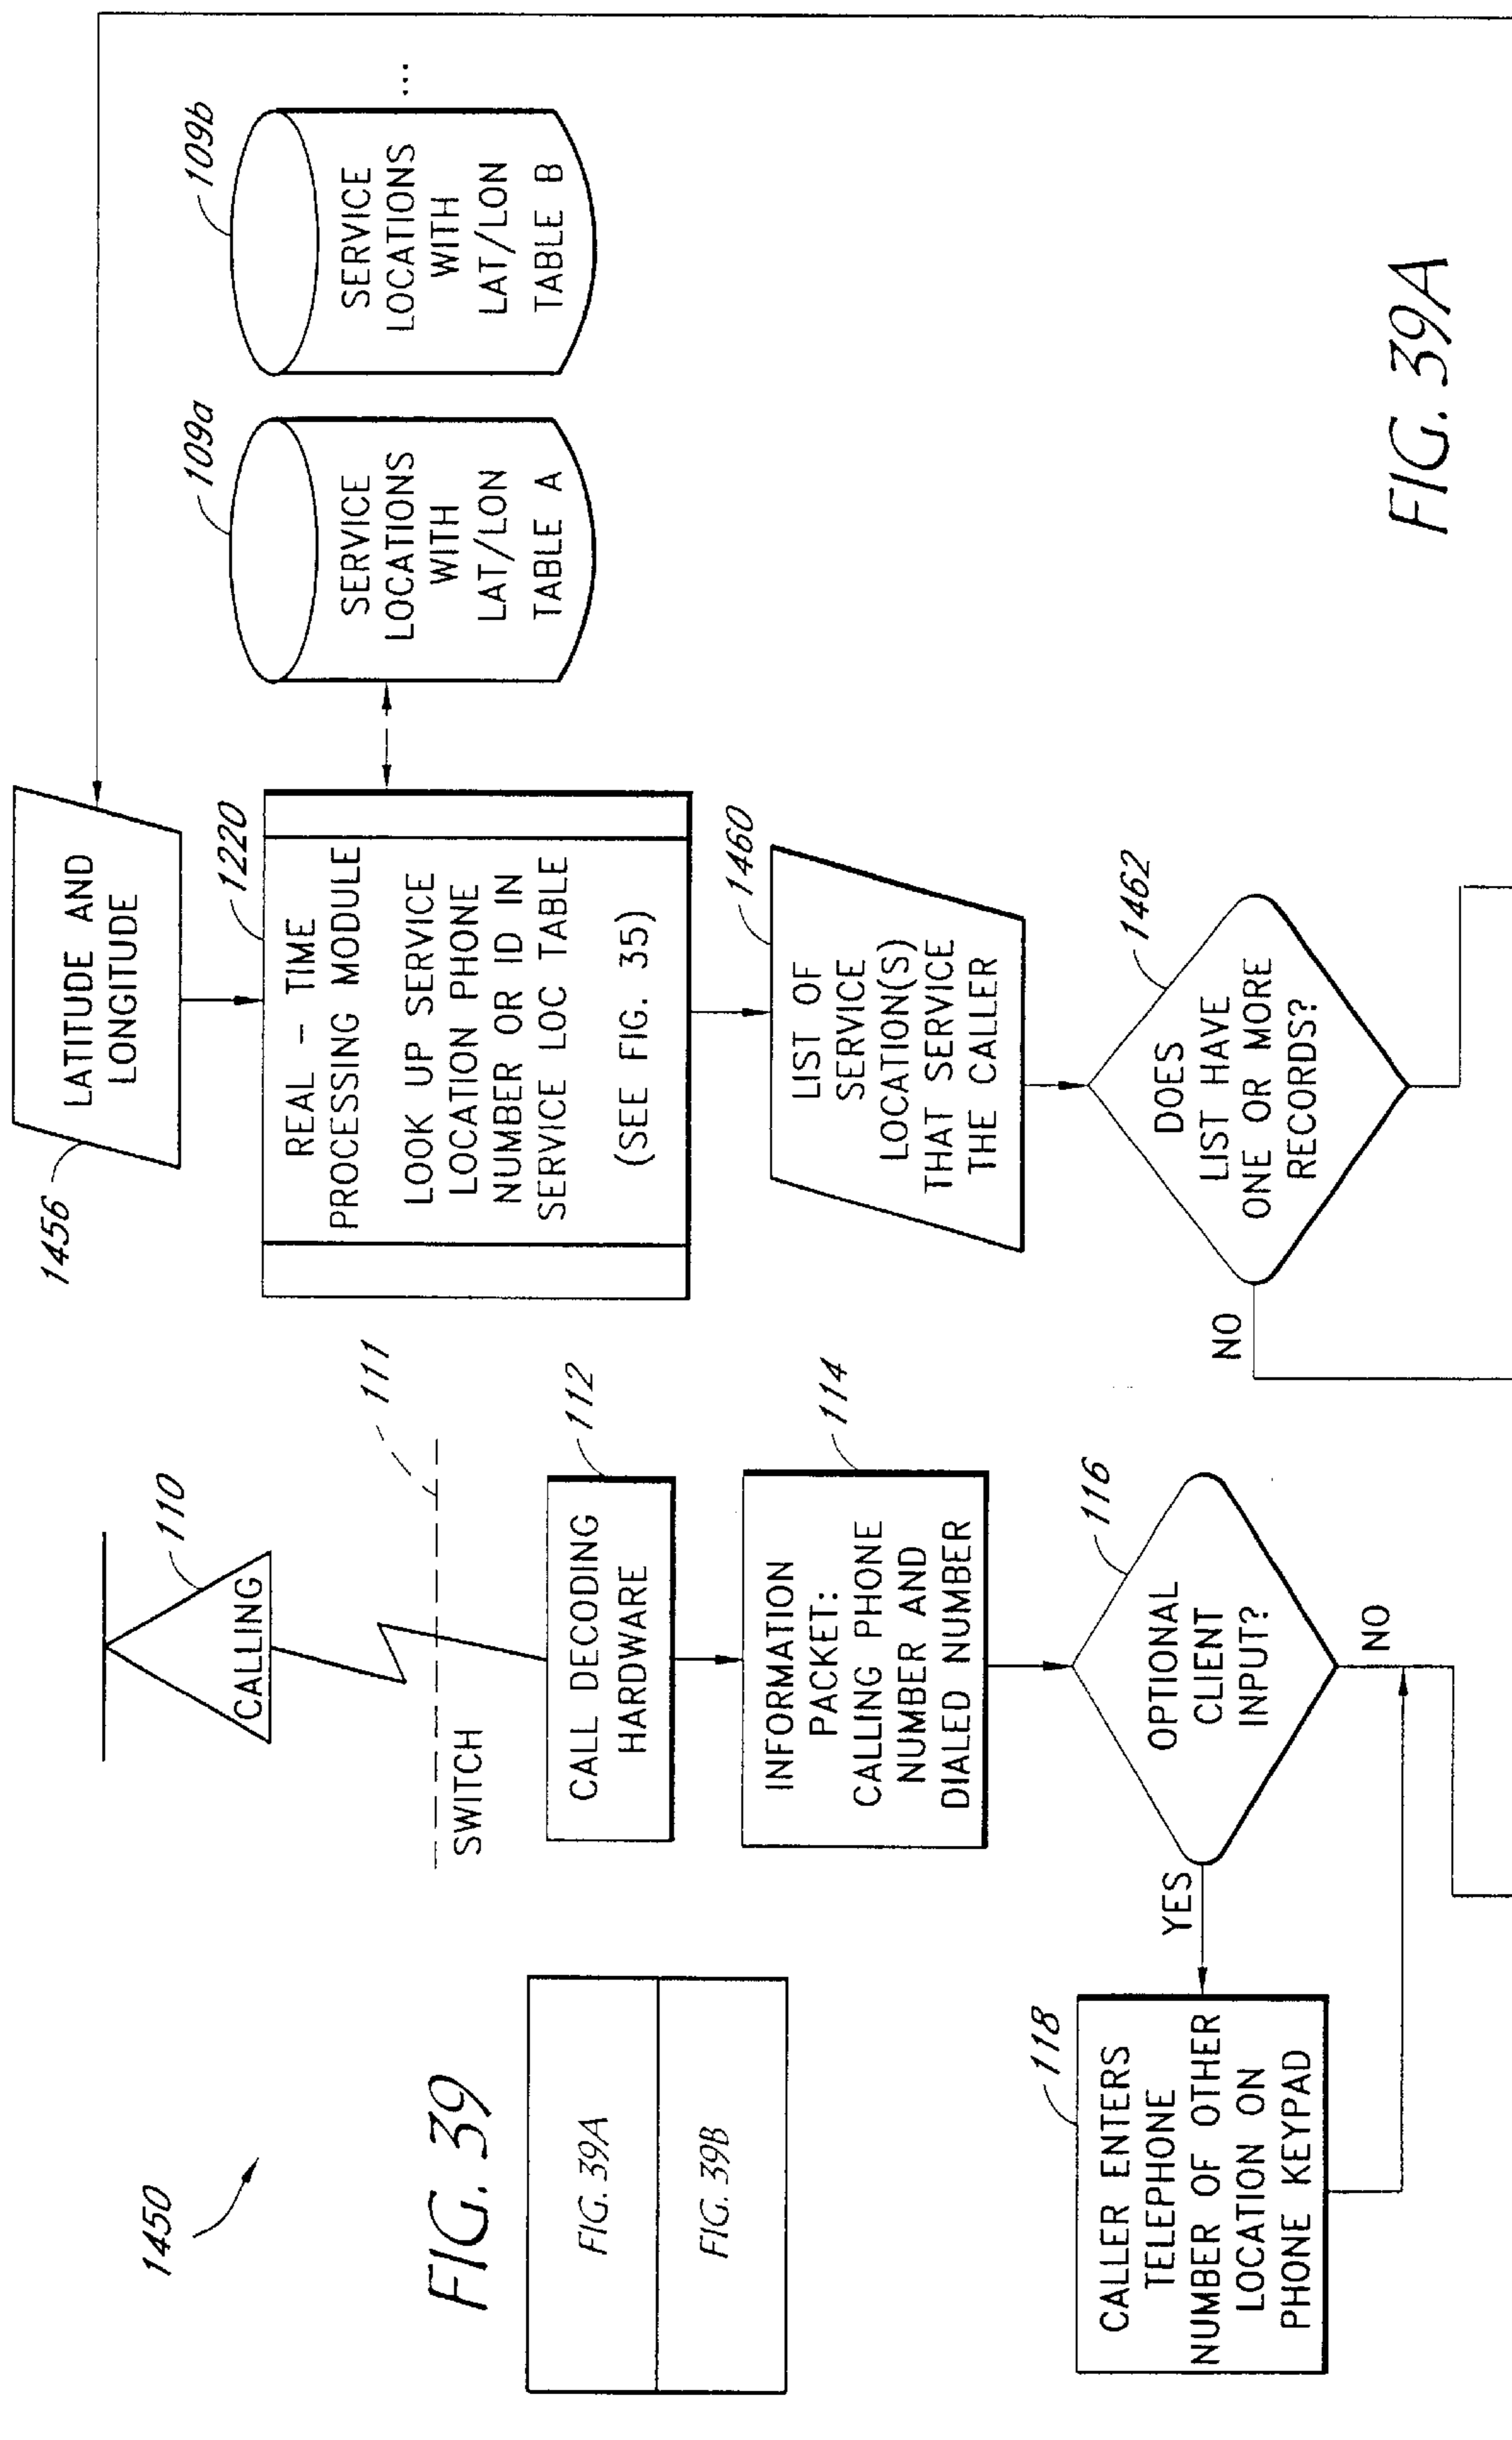 1450
FIG. 39
FIG. 39A
FIG. 39B
110
CALLING
111
SWITCH
112
CALL DECODING
HARDWARE
114
INFORMATION
PACKET:
CALLING PHONE
NUMBER AND
DIALED NUMBER
116
OPTIONAL
CLIENT
INPUT?
YES
NO
118
CALLER ENTERS
TELEPHONE
NUMBER OF OTHER
LOCATION ON
PHONE KEYPAD
1456
LATITUDE AND
LONGITUDE
1220
REAL - TIME
PROCESSING MODULE
LOOK UP SERVICE
LOCATION PHONE
NUMBER OR ID IN
SERVICE LOC TABLE
(SEE FIG. 35)
109a
SERVICE
LOCATIONS
WITH
LAT/LON
TABLE A
109b
SERVICE
LOCATIONS
WITH
LAT/LON
TABLE B
...
1460
LIST OF
SERVICE
LOCATION(S)
THAT SERVICE
THE CALLER
1462
DOES
LIST HAVE
ONE OR MORE
RECORDS?
NO
FIG. 39A